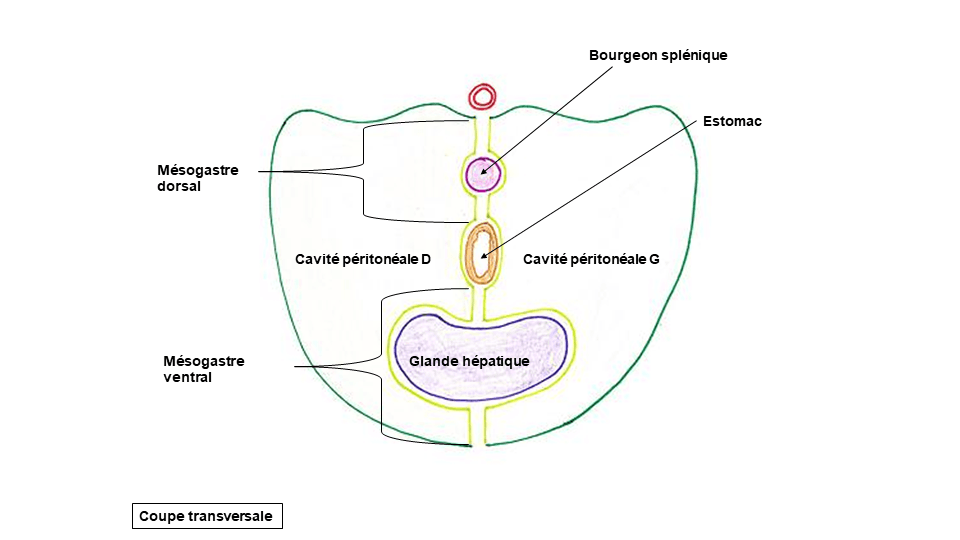 Bourgeon splénique
Estomac
Mésogastre
dorsal
Cavité péritonéale D
Cavité péritonéale G
Mésogastre
ventral
Glande hépatique
Coupe transversale